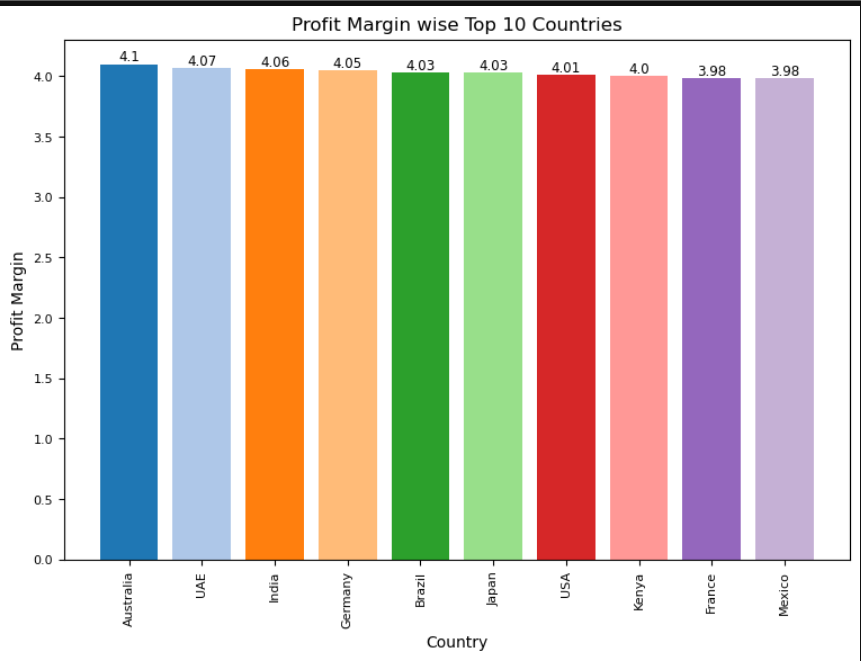 Profit Margin wise Top 10 Countries
4.1 4.07 4.06 4.05 4.03 4.03 4.01 4.0 3.98 3.98
4.0
3.5
3.0
2.5
2.0
1.5
1.0
0.5
0.0
Profit Margin
Australia UAE India Germany Brazil Japan USA Kenya France Mexico
Country